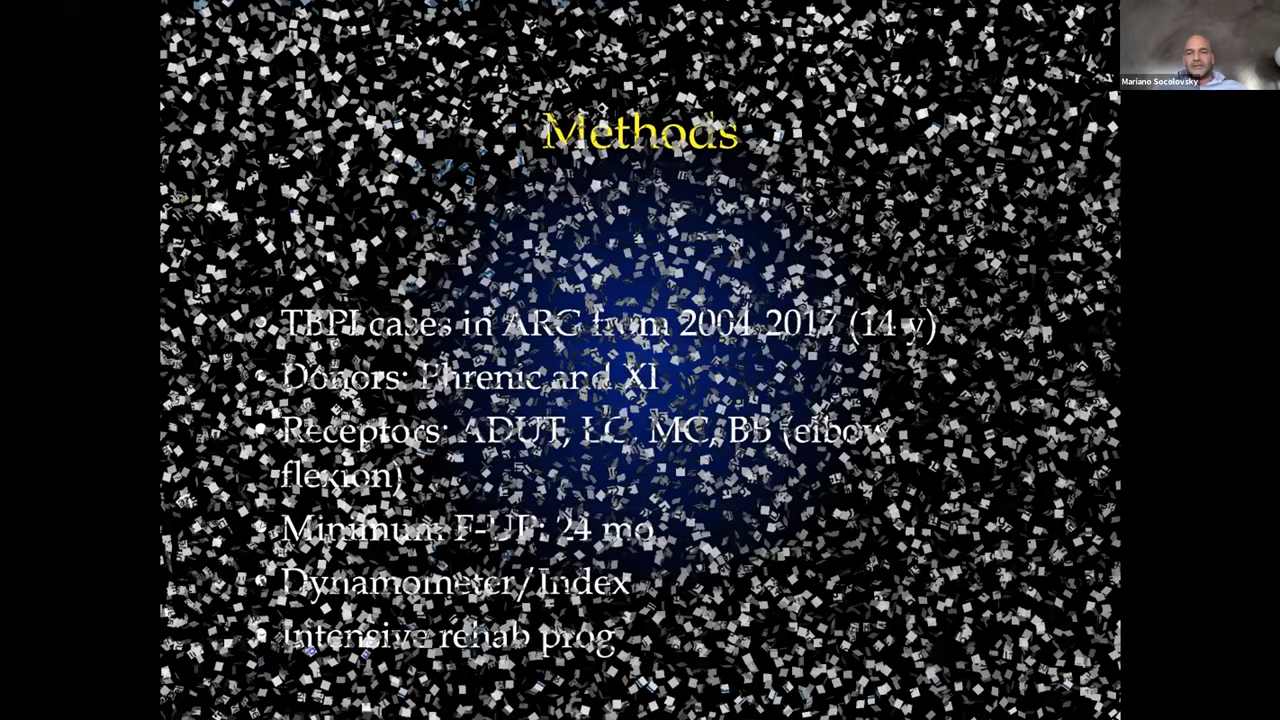 Mariano Socolovsky
Methods
• TBPI cases in ARG from 2004-2017 (14 y)
• Donors: Phrenic and XI
• Receptors: ADUT, LC, MC, BB (elbow
flexion)
• Minimum F-UP: 24 mo
• Dynamometer/Index
• Intensive rehab prog